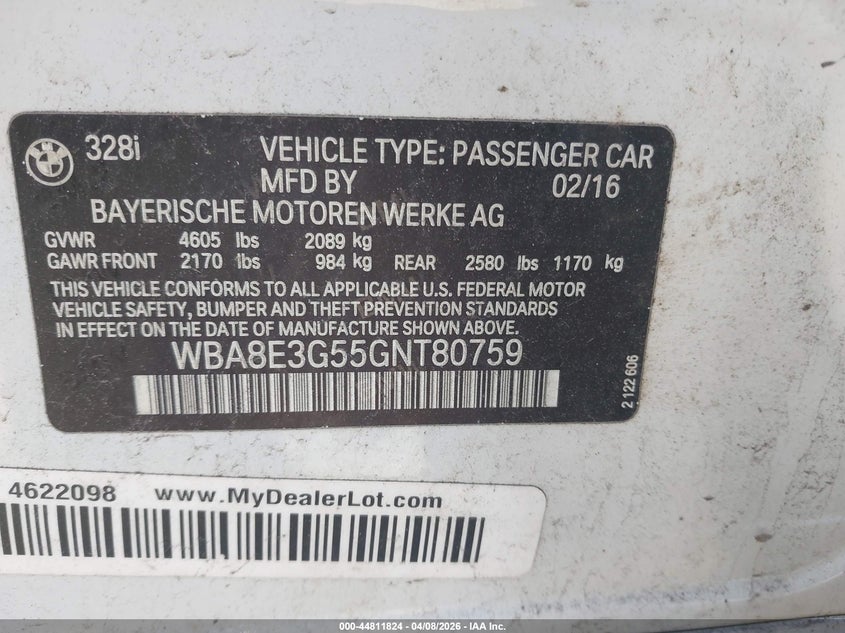 BMW
328i VEHICLE TYPE: PASSENGER CAR
MFD BY 02/16
BAYERISCHE MOTOREN WERKE AG
GVWR 4605 lbs 2089 kg
GAWR FRONT 2170 lbs 984 kg REAR 2580 lbs 1170 kg
THIS VEHICLE CONFORMS TO ALL APPLICABLE U.S. FEDERAL MOTOR
VEHICLE SAFETY, BUMPER AND THEFT PREVENTION STANDARDS
IN EFFECT ON THE DATE OF MANUFACTURE SHOWN ABOVE.
WBA8E3G55GNT80759
2 122 606
4622098 www.MyDealerLot.com
000-44811824 - 04/08/2026 - IAA Inc.